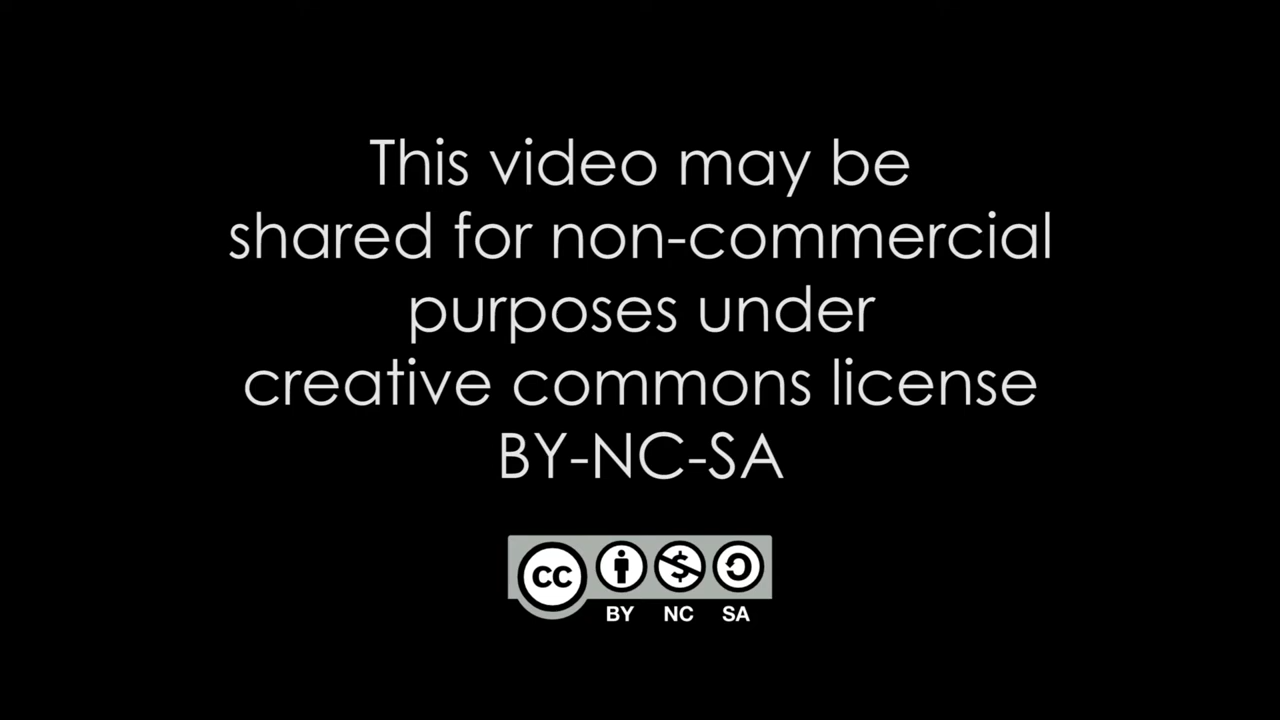 This video may be
shared for non-commercial
purposes under
creative commons license
BY-NC-SA
cc
BY NC SA